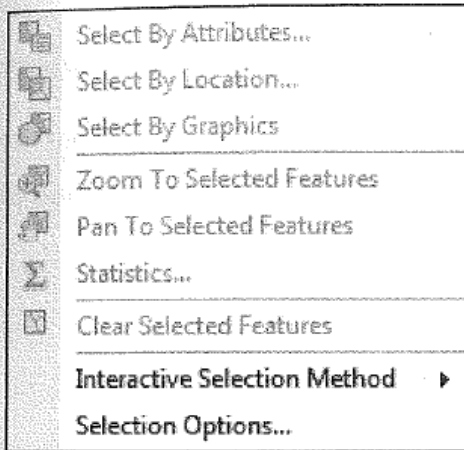 Select By Attributes...
Select By Location...
Select By Graphics
Zoom To Selected Features
Pan To Selected Features
Statistics...
Clear Selected Features
Interactive Selection Method
Selection Options...